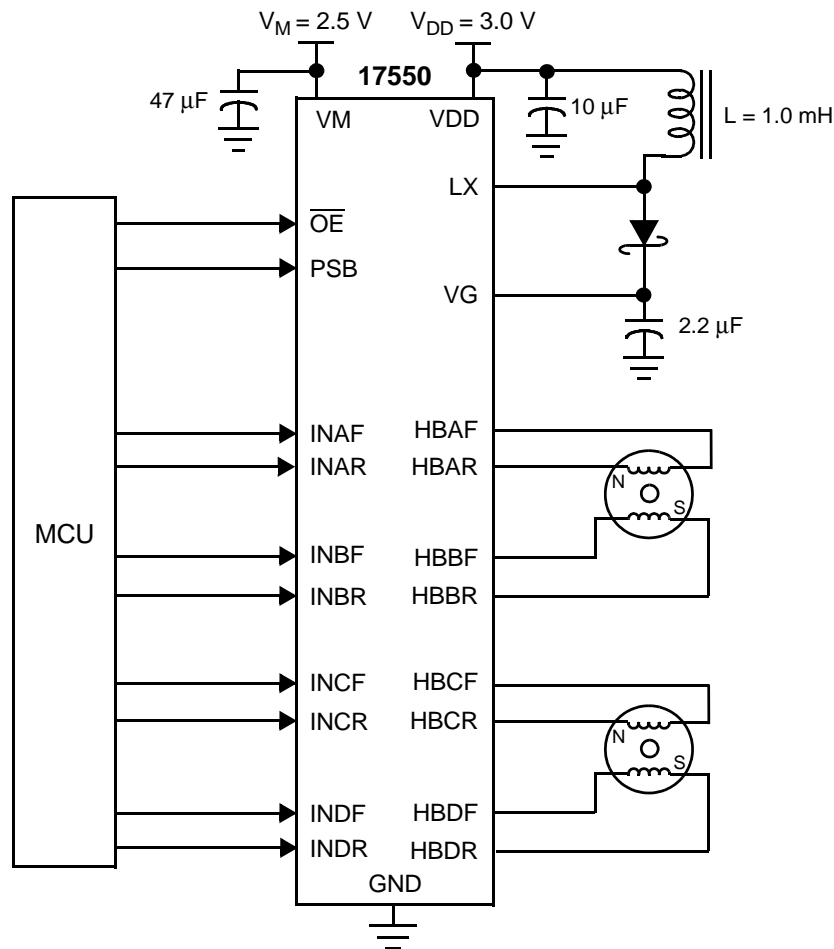 V_M = 2.5 V
V_DD = 3.0 V
17550
47 μF
10 μF
L = 1.0 mH
VM
VDD
LX
VG
2.2 μF
MCU
O̅E̅
PSB
INAF
INAR
INBF
INBR
INCF
INCR
INDF
INDR
HBAF
HBAR
HBBF
HBBR
HBCF
HBCR
HBDF
HBDR
N
S
N
S
GND